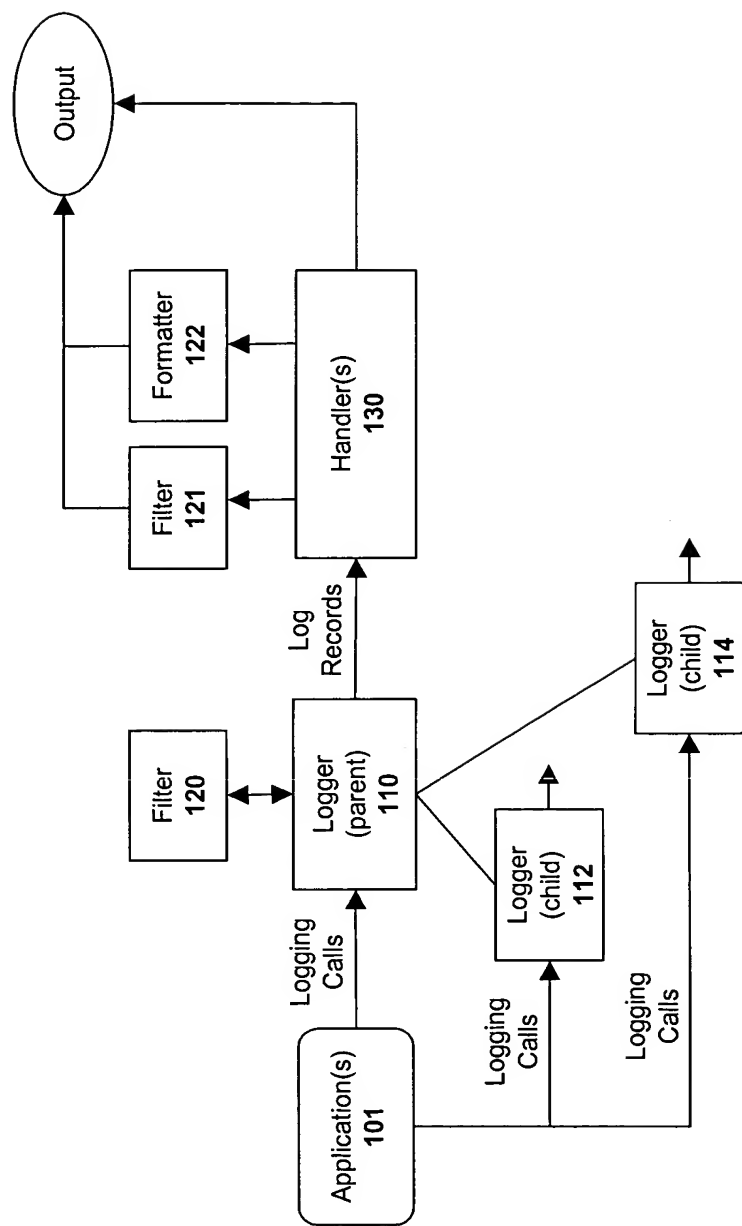 Application(s)
101
Logging
Calls
Logging
Calls
Logging
Calls
Filter
120
Logger
(parent)
110
Logger
(child)
112
Logger
(child)
114
Log
Records
Filter
121
Formatter
122
Handler(s)
130
Output